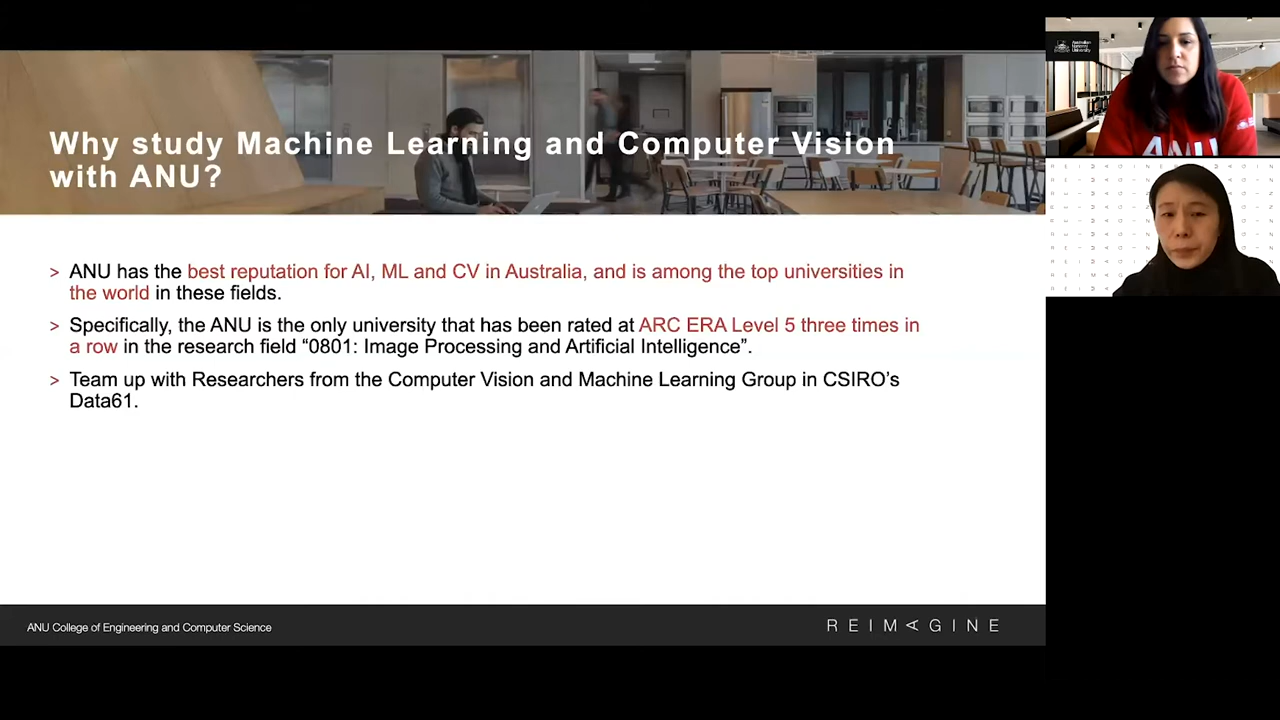 Why study Machine Learning and Computer Vision
with ANU?
> ANU has the best reputation for AI, ML and CV in Australia, and is among the top universities in
the world in these fields.
> Specifically, the ANU is the only university that has been rated at ARC ERA Level 5 three times in
a row in the research field “0801: Image Processing and Artificial Intelligence”.
> Team up with Researchers from the Computer Vision and Machine Learning Group in CSIRO’s
Data61.
ANU College of Engineering and Computer Science
REIMAGINE
Australian
National
University
ANU